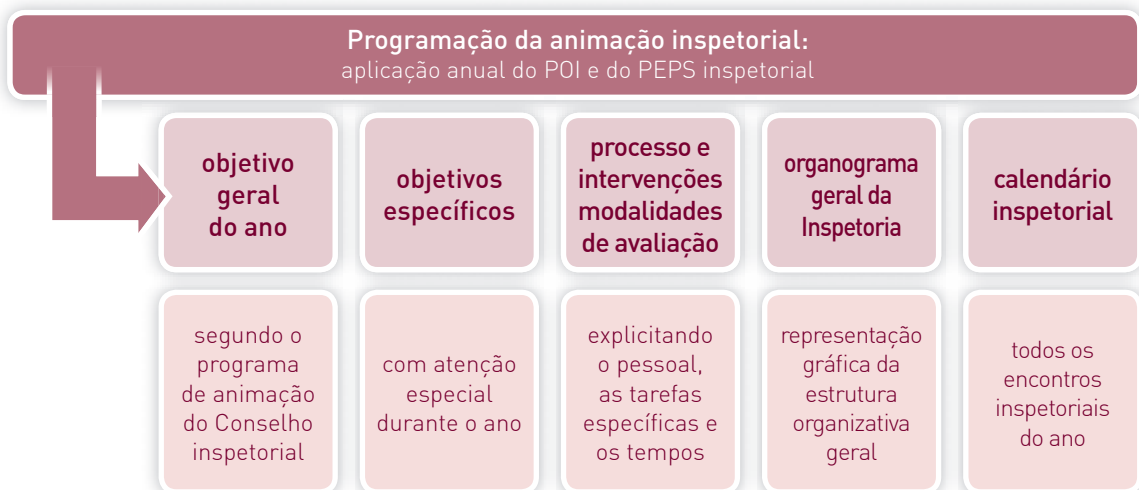 Programação da animação inspetorial:
aplicação anual do POI e do PEPS inspetorial
objetivo
geral
do ano
objetivos
específicos
processo e
intervenções
modalidades
de avaliação
organograma
geral da
Inspetoria
calendário
inspetorial
segundo o
programa
de animação
do Conselho
inspetorial
com atenção
especial
durante o ano
explicitando
o pessoal,
as tarefas
específicas e
os tempos
representação
gráfica da
estrutura
organizativa
geral
todos os
encontros
inspetoriais
do ano